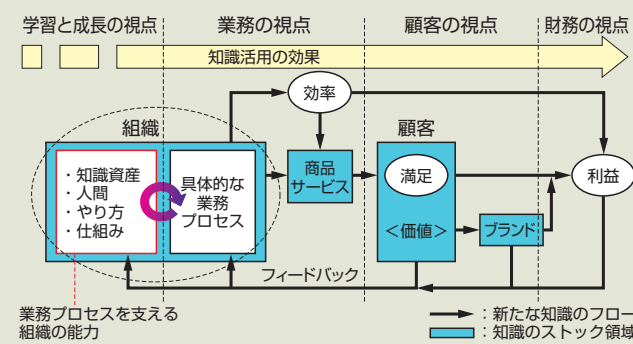 学習と成長の視点
業務の視点
顧客の視点
財務の視点
知識活用の効果
効率
組織
顧客
・知識資産
・人間
・やり方
・仕組み
具体的な
業務
プロセス
商品
サービス
満足
利益
<価値>
ブランド
フィードバック
業務プロセスを支える
組織の能力
：新たな知識のフロー
：知識のストック領域